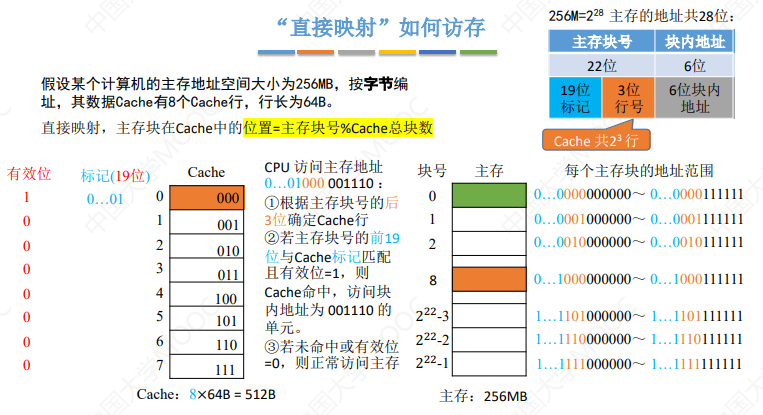 “直接映射”如何访存
256M=2²⁸ 主存的地址共28位：
主存块号 块内地址
22位 6位
19位标记 3位行号 6位块内地址
Cache 共2³ 行
假设某个计算机的主存地址空间大小为256MB，按字节编
址，其数据Cache有8个Cache行，行长为64B。
直接映射，主存块在Cache中的位置=主存块号%Cache总块数
有效位 标记(19位) Cache
1 0…01 0 000
0 1 001
0 2 010
0 3 011
0 4 100
0 5 101
0 6 110
0 7 111
Cache：8×64B = 512B
CPU 访问主存地址
0…01000 001110：
①根据主存块号的后
3位确定Cache行
②若主存块号的前19
位与Cache标记匹配
且有效位=1，则
Cache命中，访问块
内地址为 001110 的
单元。
③若未命中或有效位
=0，则正常访问主存
块号 主存 每个主存块的地址范围
0 0…0000000000～ 0…0000111111
1 0…0001000000～ 0…0001111111
2 0…0010000000～ 0…0010111111
8 0…1000000000～ 0…1000111111
2²²-3 1…1101000000～ 1…1101111111
2²²-2 1…1110000000～ 1…1110111111
2²²-1 1…1111000000～ 1…1111111111
主存：256MB
中国大学MOOC